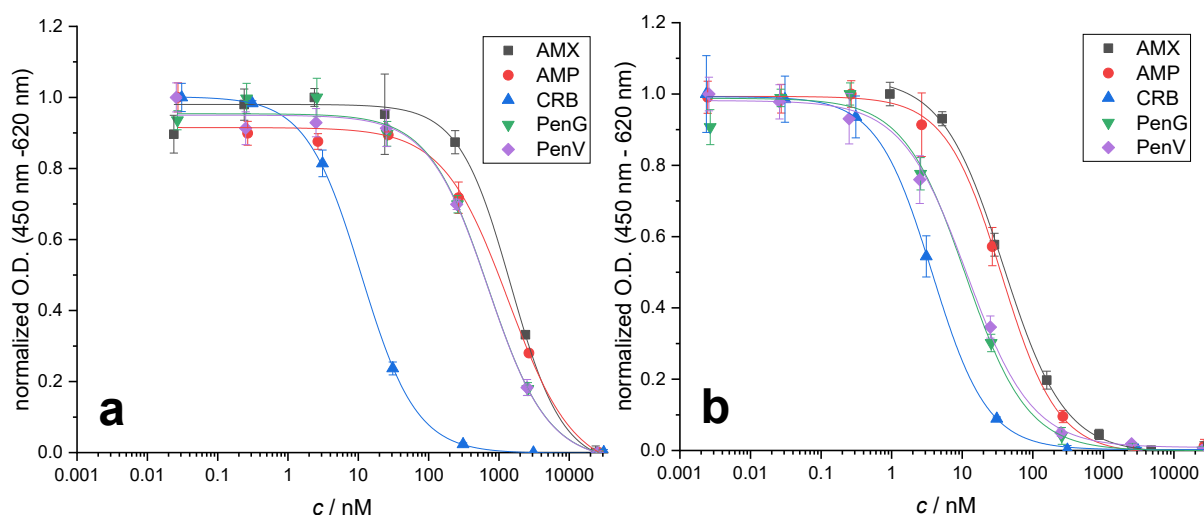 normalized O.D. (450 nm -620 nm)
1.2
1.0
0.8
0.6
0.4
0.2
0.0
AMX
AMP
CRB
PenG
PenV
a
0.001 0.01 0.1 1 10 100 1000 10000
c / nM
normalized O.D. (450 nm - 620 nm)
1.2
1.0
0.8
0.6
0.4
0.2
0.0
AMX
AMP
CRB
PenG
PenV
b
0.001 0.01 0.1 1 10 100 1000 10000
c / nM